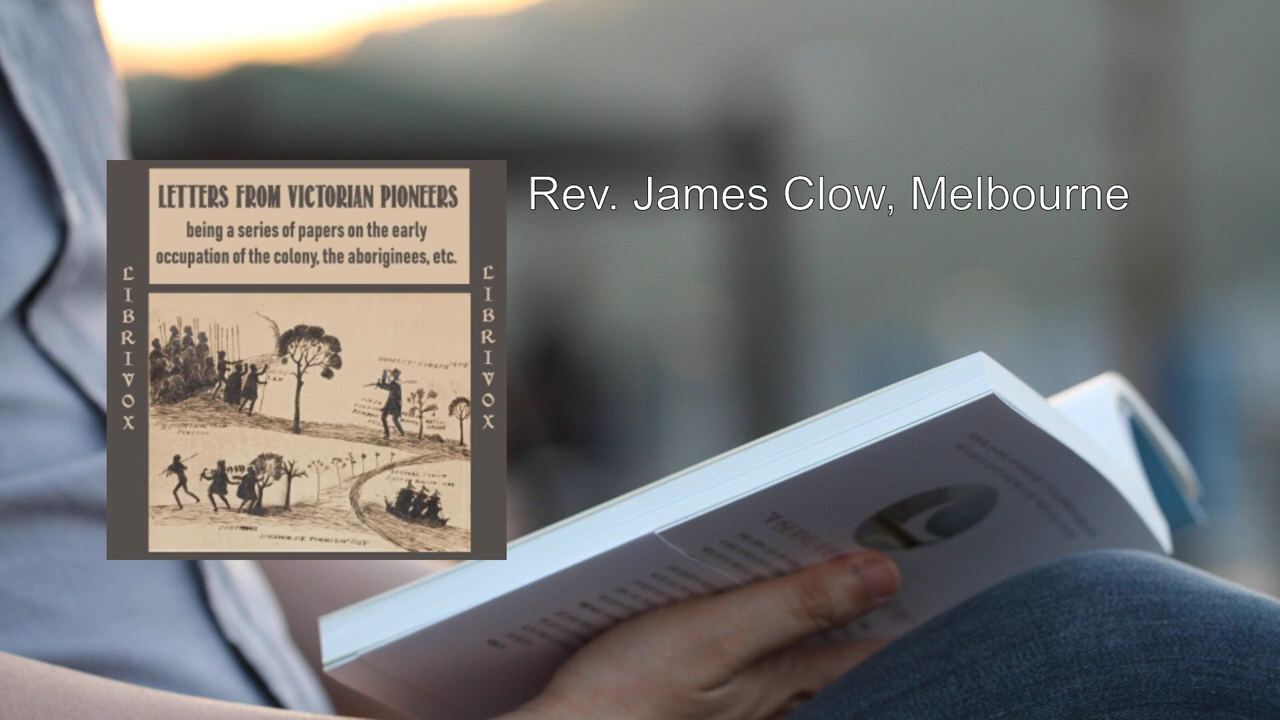 Rev. James Clow, Melbourne
LETTERS FROM VICTORIAN PIONEERS
being a series of papers on the early
occupation of the colony, the aboriginees, etc.
LIBRIVOX
LIBRIVOX